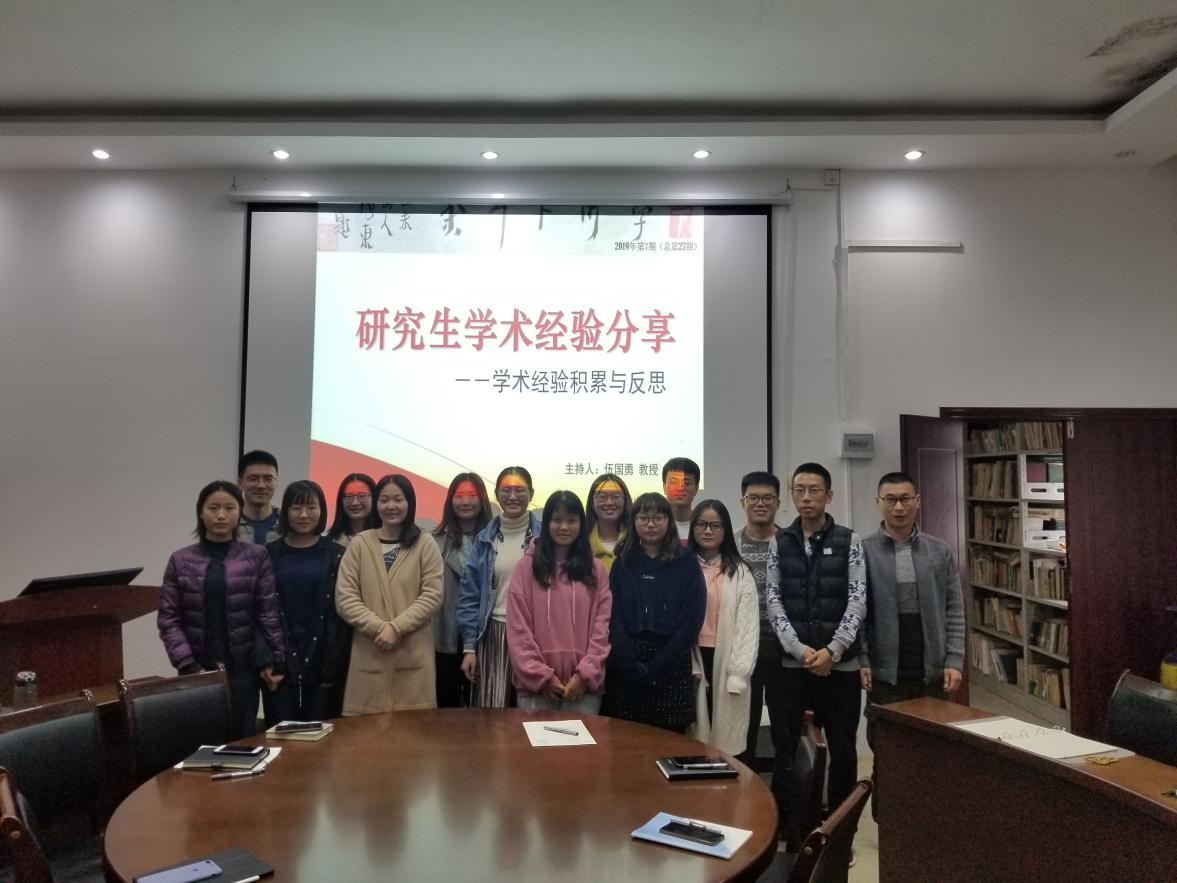 2019年第7期（总第27期）
研究生学术经验分享
——学术经验积累与反思
主持人：伍国勇 教授